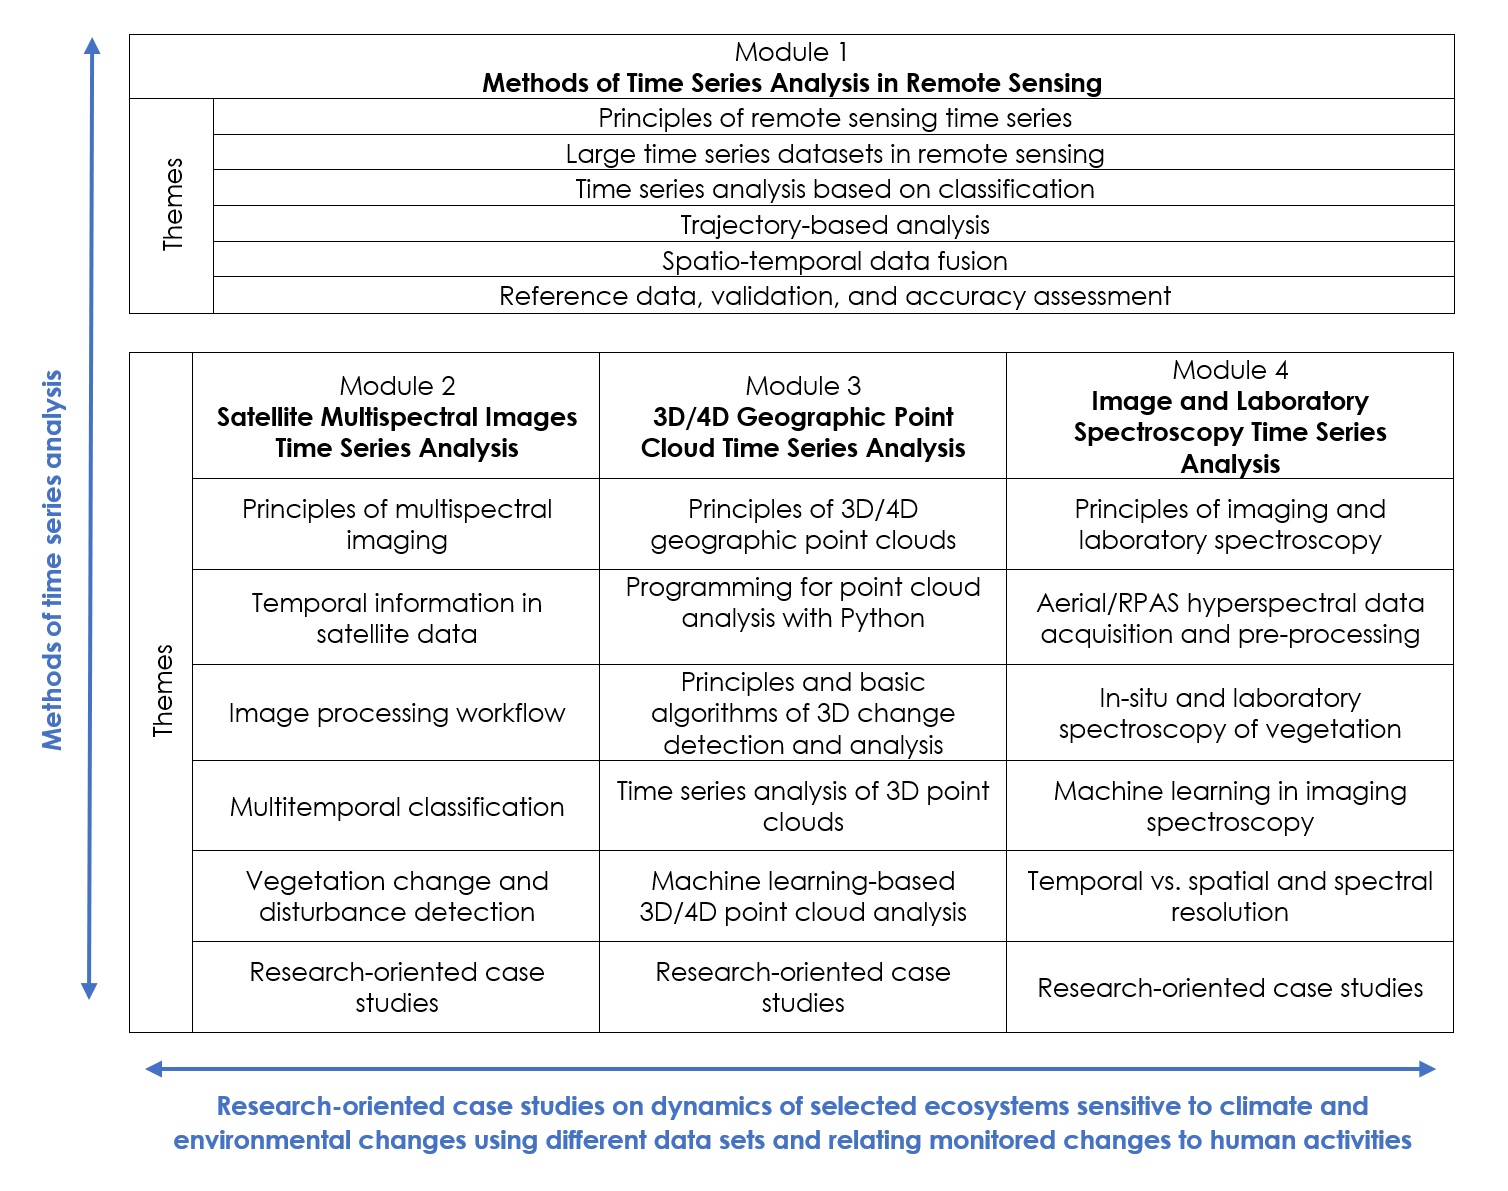 Module 1
Methods of Time Series Analysis in Remote Sensing
Themes
Principles of remote sensing time series
Large time series datasets in remote sensing
Time series analysis based on classification
Trajectory-based analysis
Spatio-temporal data fusion
Reference data, validation, and accuracy assessment
Methods of time series analysis
Themes
Module 2
Satellite Multispectral Images
Time Series Analysis
Module 3
3D/4D Geographic Point
Cloud Time Series Analysis
Module 4
Image and Laboratory
Spectroscopy Time Series
Analysis
Principles of multispectral
imaging
Principles of 3D/4D
geographic point clouds
Principles of imaging and
laboratory spectroscopy
Temporal information in
satellite data
Programming for point cloud
analysis with Python
Aerial/RPAS hyperspectral data
acquisition and pre-processing
Image processing workflow
Principles and basic
algorithms of 3D change
detection and analysis
In-situ and laboratory
spectroscopy of vegetation
Multitemporal classification
Time series analysis of 3D point
clouds
Machine learning in imaging
spectroscopy
Vegetation change and
disturbance detection
Machine learning-based
3D/4D point cloud analysis
Temporal vs. spatial and spectral
resolution
Research-oriented case
studies
Research-oriented case
studies
Research-oriented case studies
Research-oriented case studies on dynamics of selected ecosystems sensitive to climate and
environmental changes using different data sets and relating monitored changes to human activities